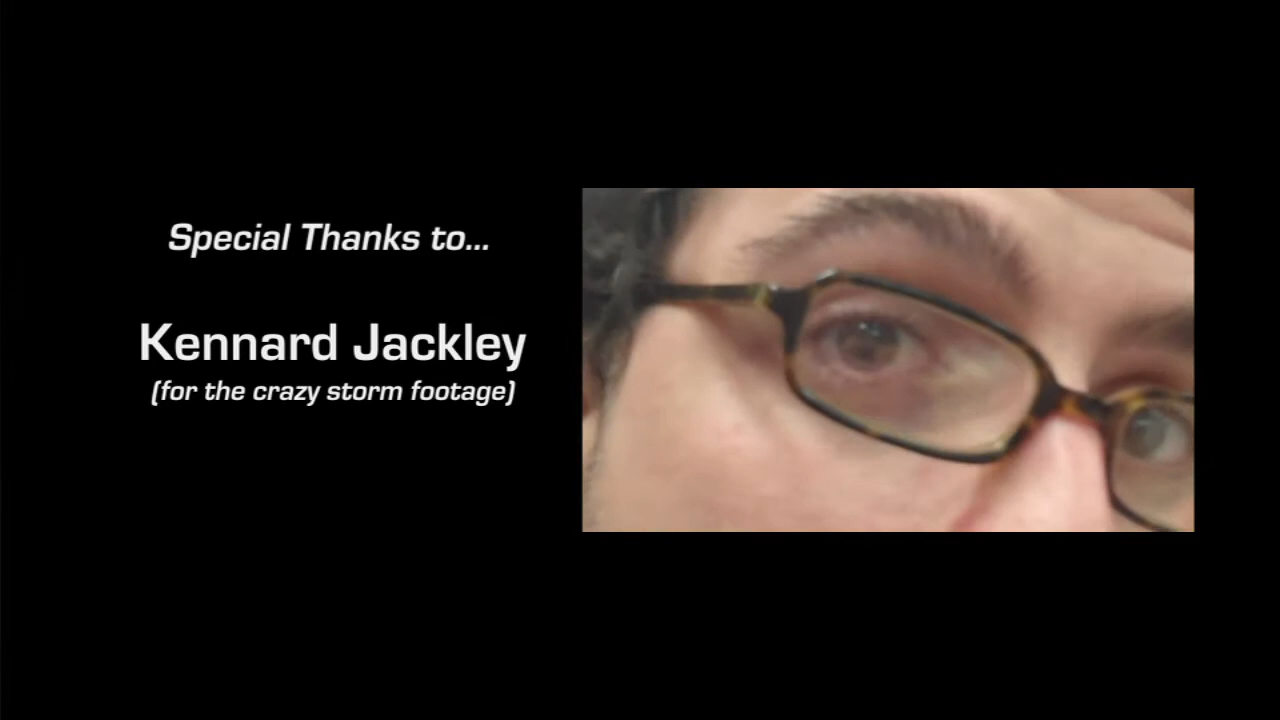 Special Thanks to...
Kennard Jackley
(for the crazy storm footage)